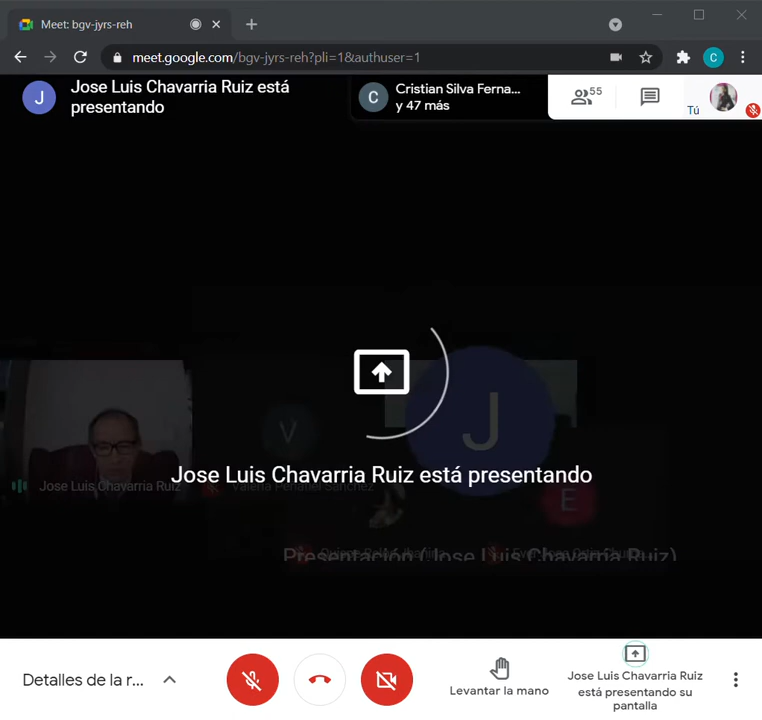 Meet: bgv-jyrs-reh
meet.google.com/bgv-jyrs-reh?pli=1&authuser=1
C
J
Jose Luis Chavarria Ruiz está
presentando
C
Cristian Silva Ferna...
y 47 más
55
Tú
V
J
Jose Luis Chavarria Ruiz está presentando
Jose Luis Chavarria Ruiz
E
Presentación (Jose Luis Chavarria Ruiz)
Detalles de la r...
Levantar la mano
Jose Luis Chavarria Ruiz
está presentando su
pantalla